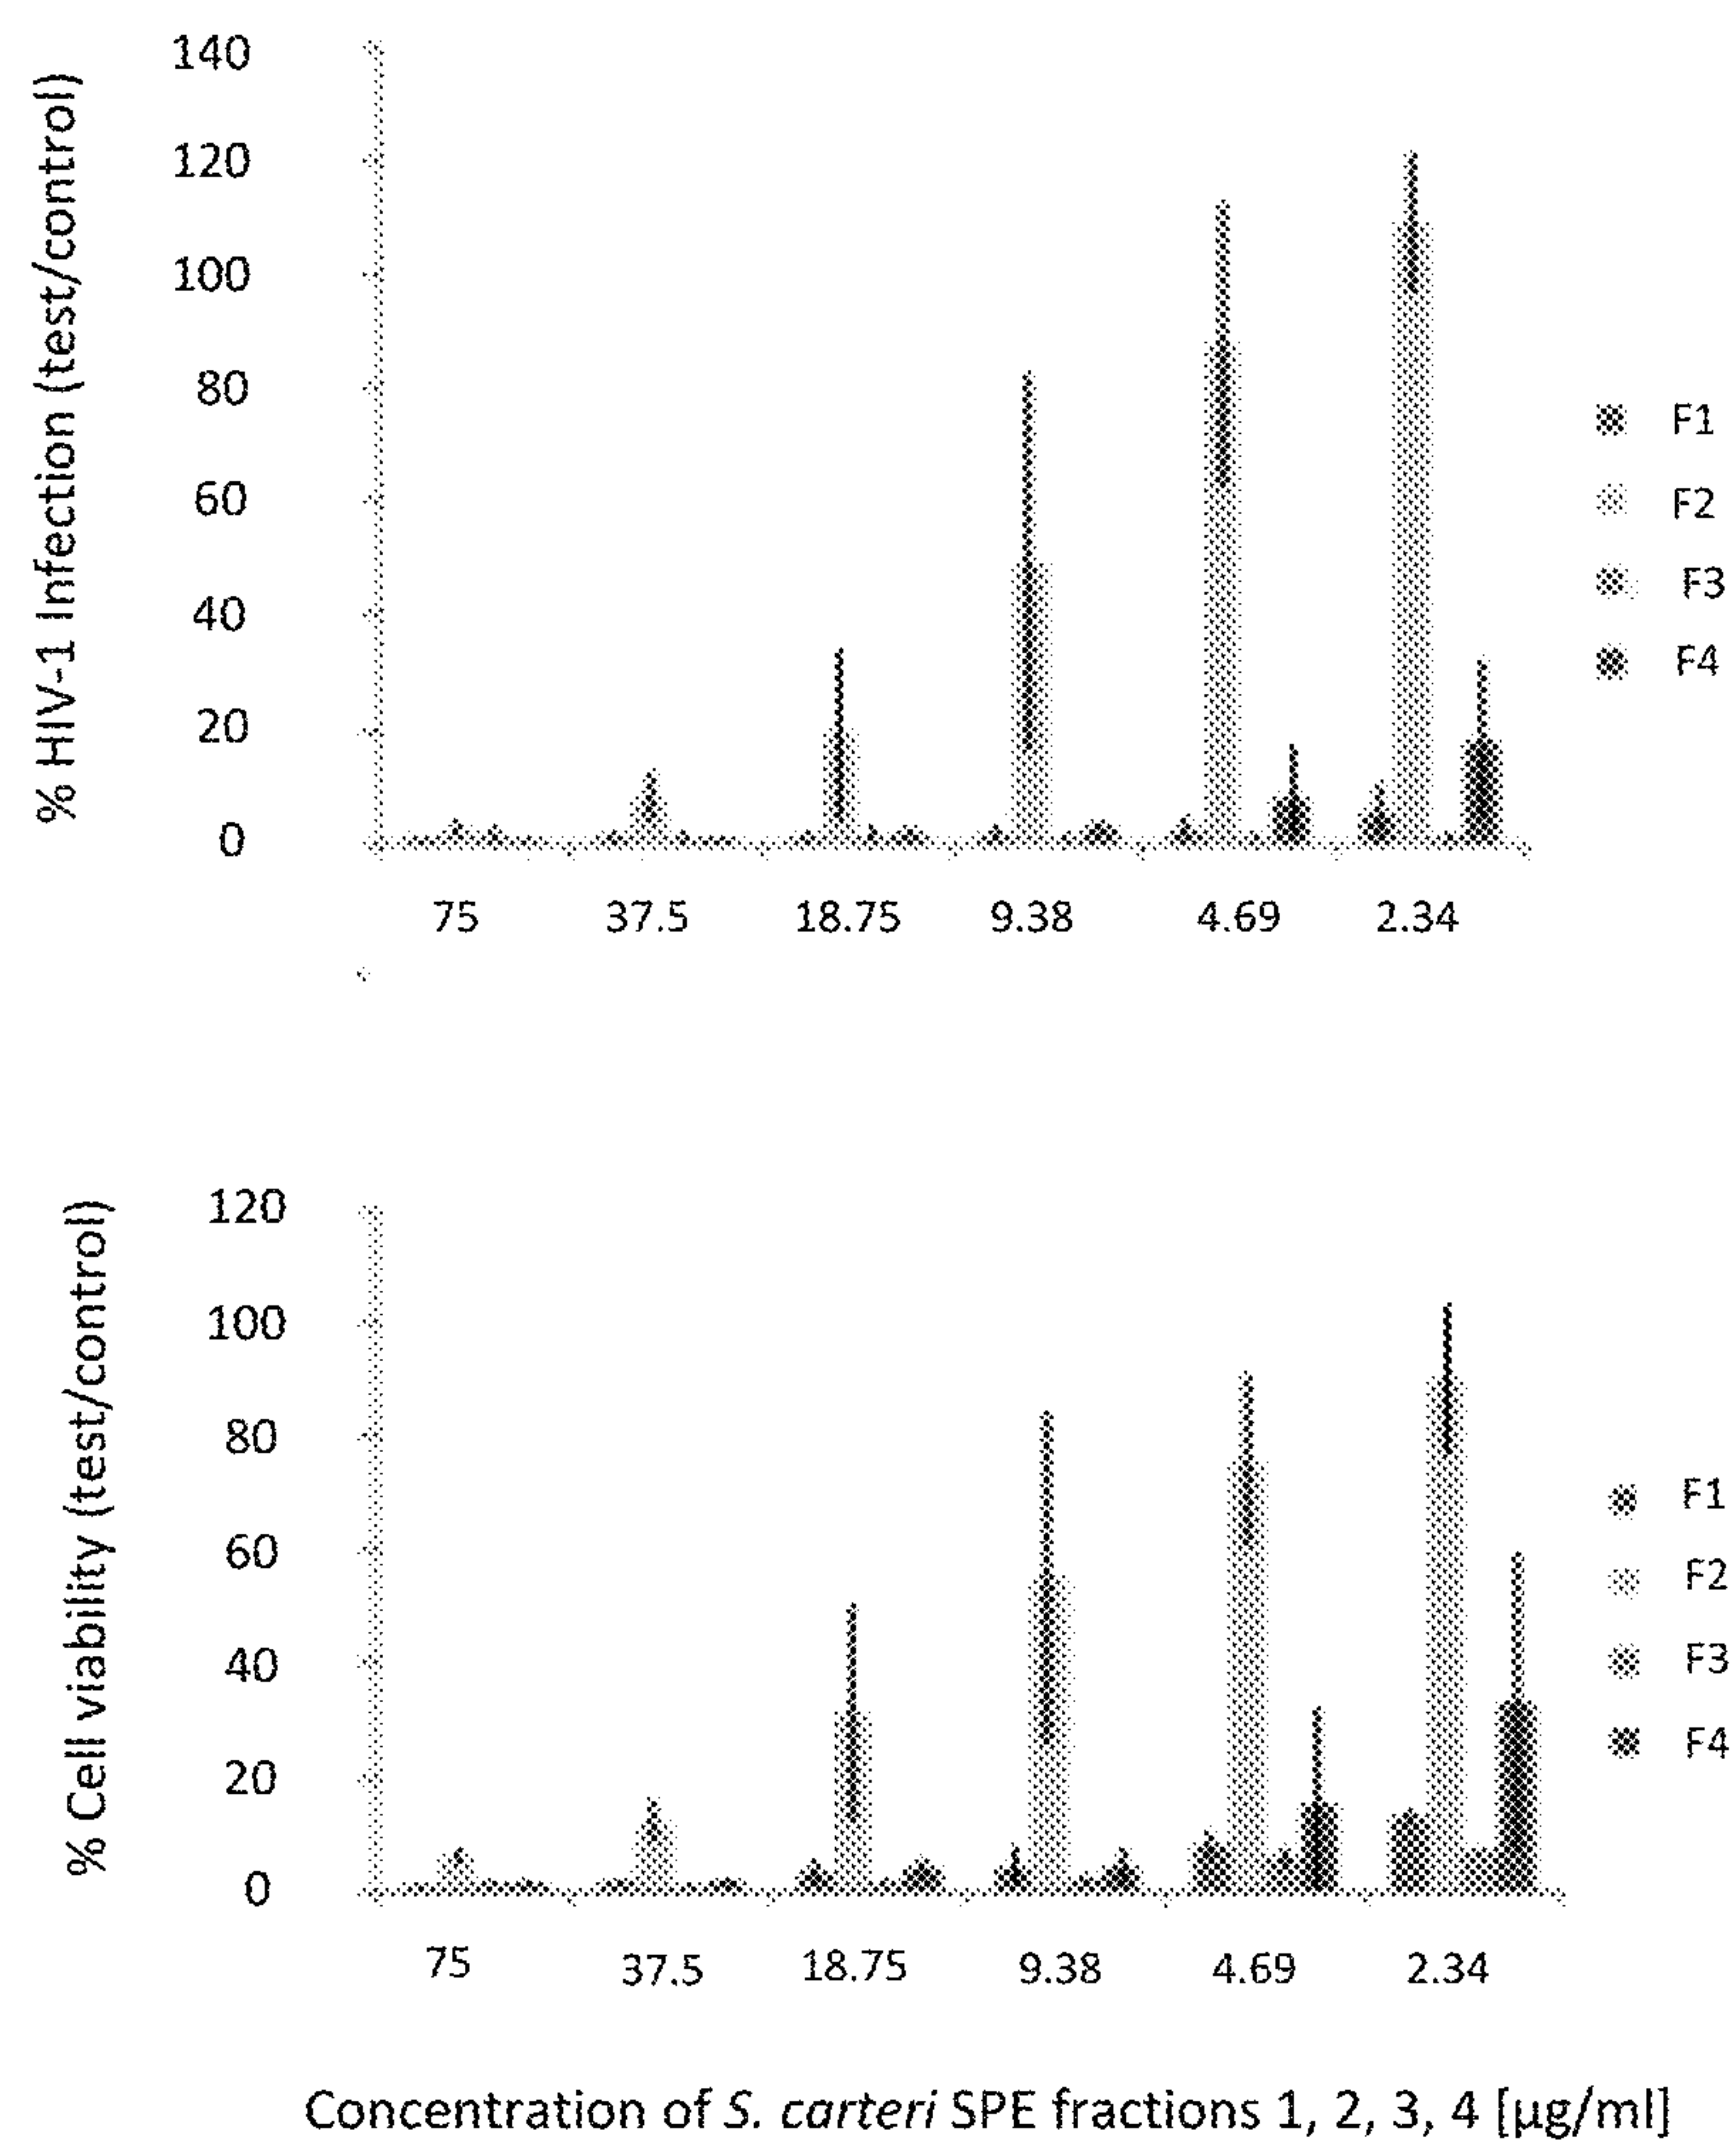 % HIV-1 Infection (test/control)
140
120
100
80
60
40
20
0
75 37.5 18.75 9.38 4.69 2.34
F1
F2
F3
F4
% Cell viability (test/control)
120
100
80
60
40
20
0
75 37.5 18.75 9.38 4.69 2.34
F1
F2
F3
F4
Concentration of S. carteri SPE fractions 1, 2, 3, 4 [µg/ml]